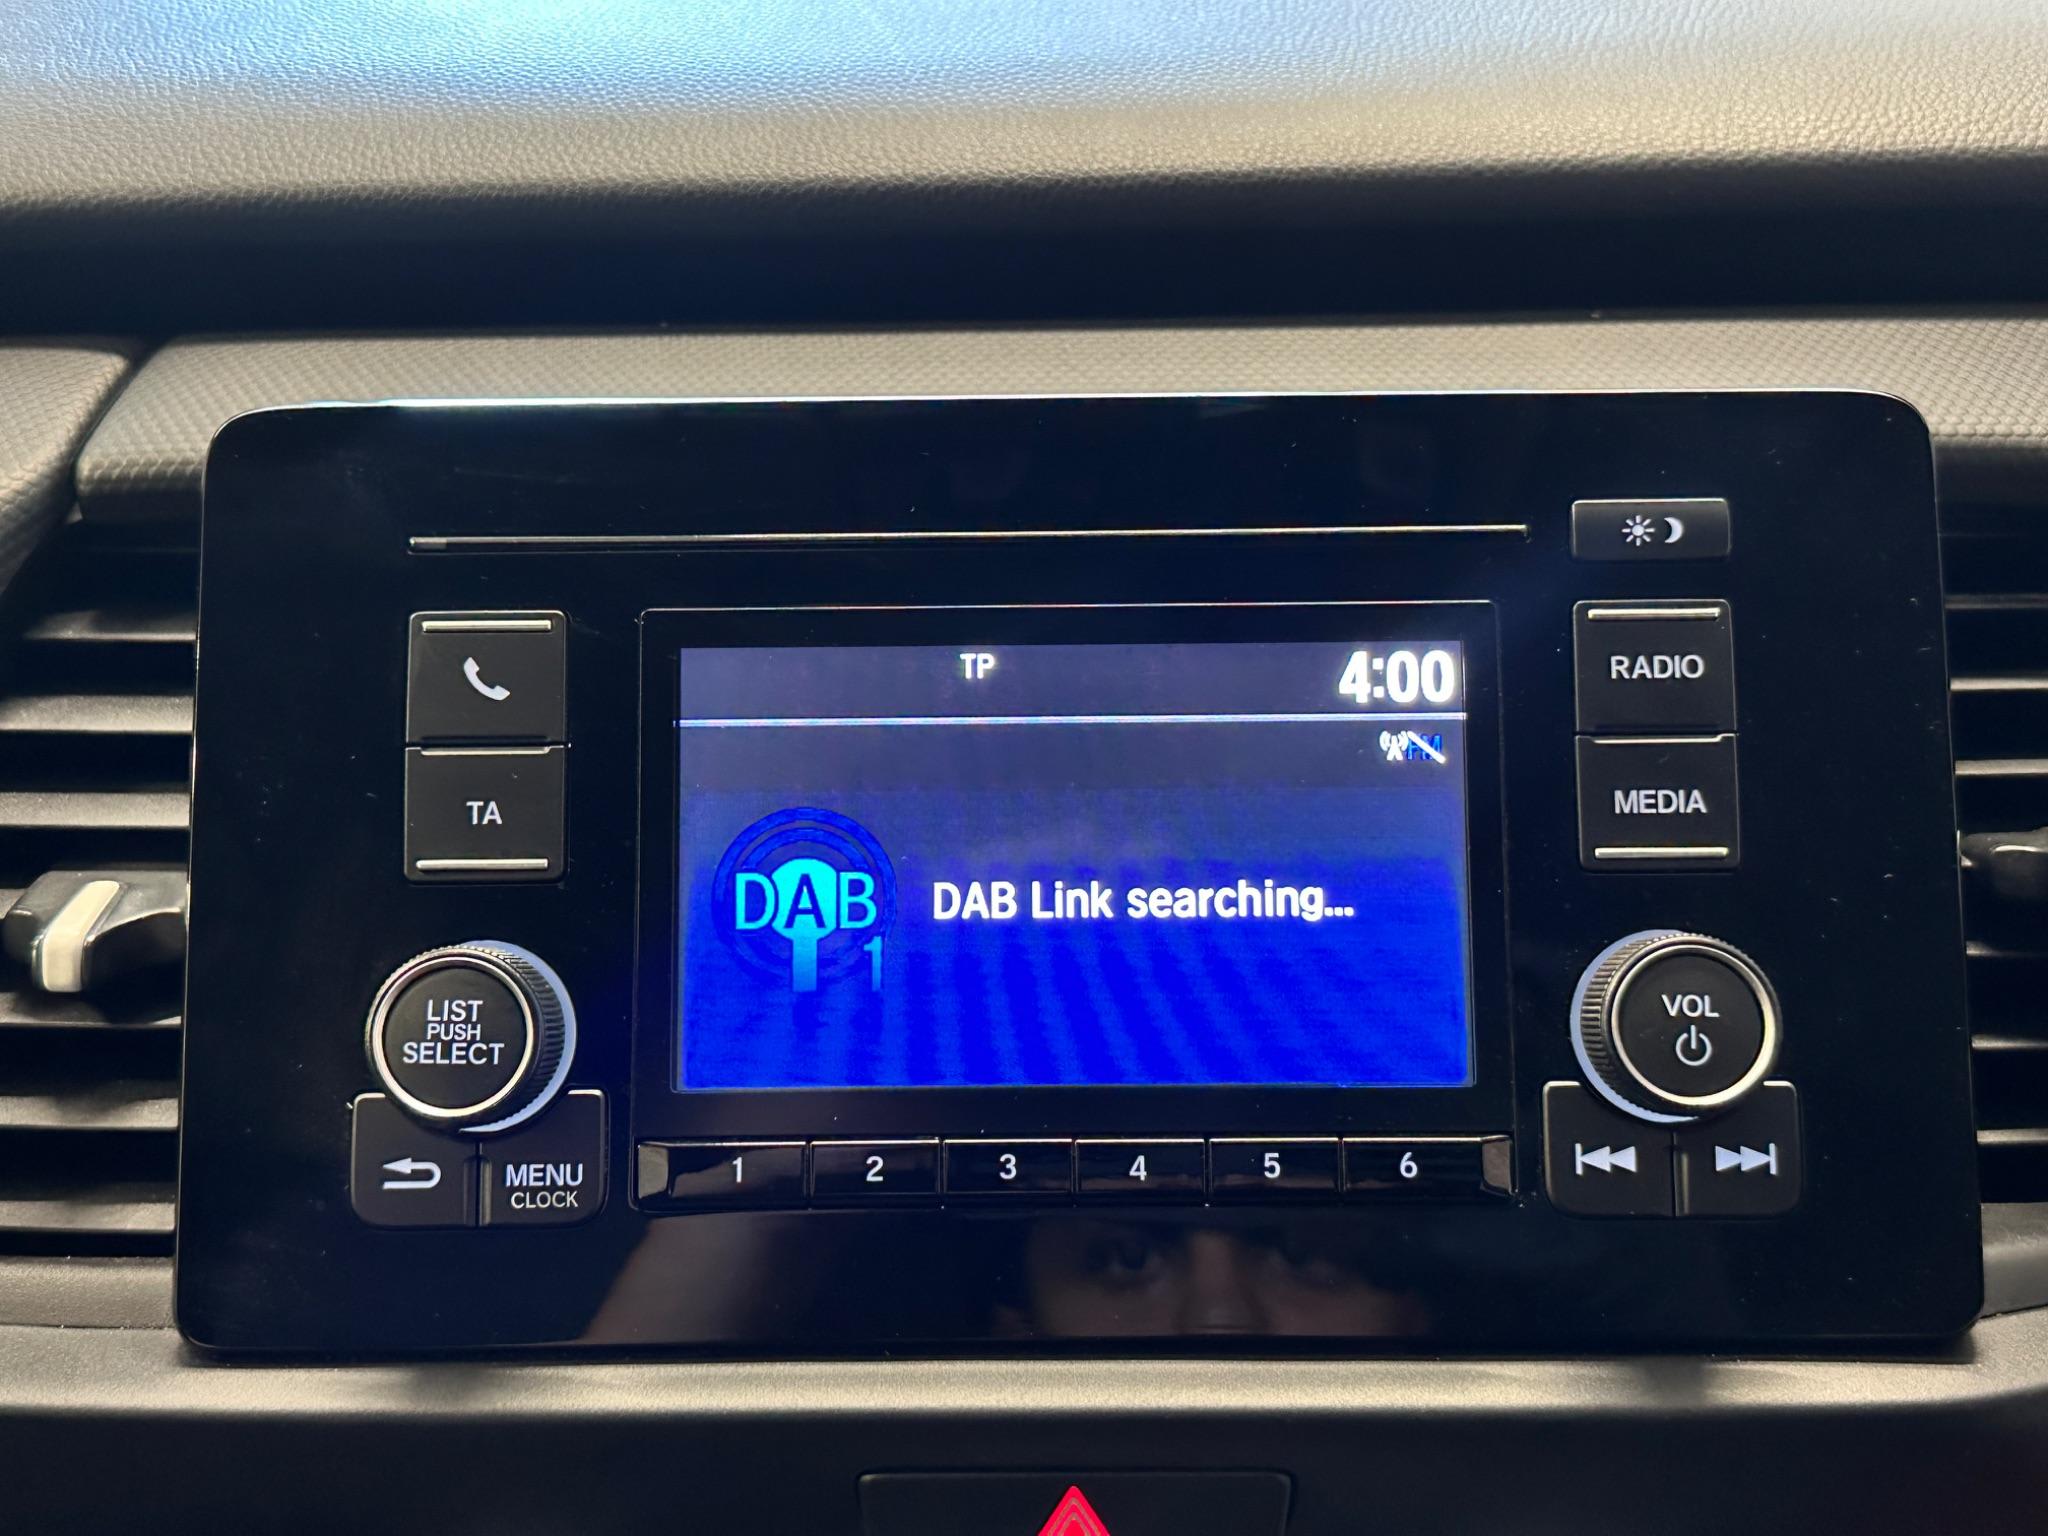 TP
4:00
FM
DAB
1
DAB Link searching...
TA
LIST
PUSH
SELECT
MENU
CLOCK
RADIO
MEDIA
VOL
1
2
3
4
5
6